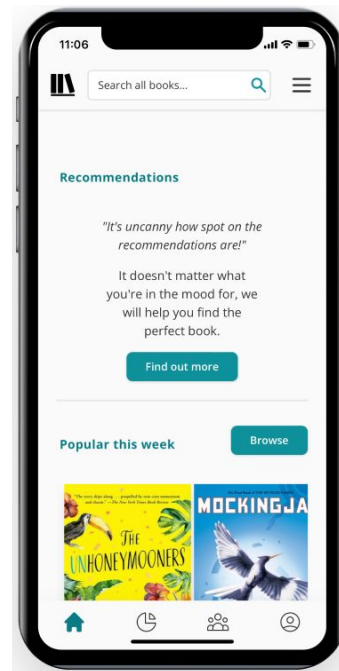 11:06
Search all books...
Recommendations
"It's uncanny how spot on the
recommendations are!"
It doesn't matter what
you're in the mood for, we
will help you find the
perfect book.
Find out more
Popular this week
Browse
THE
UNHONEYMOONERS
MOCKINGJA